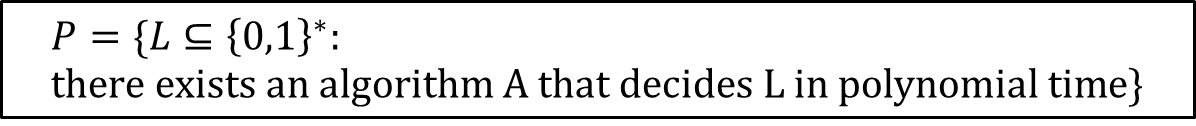 P = {L ⊆ {0,1}*:
there exists an algorithm A that decides L in polynomial time}